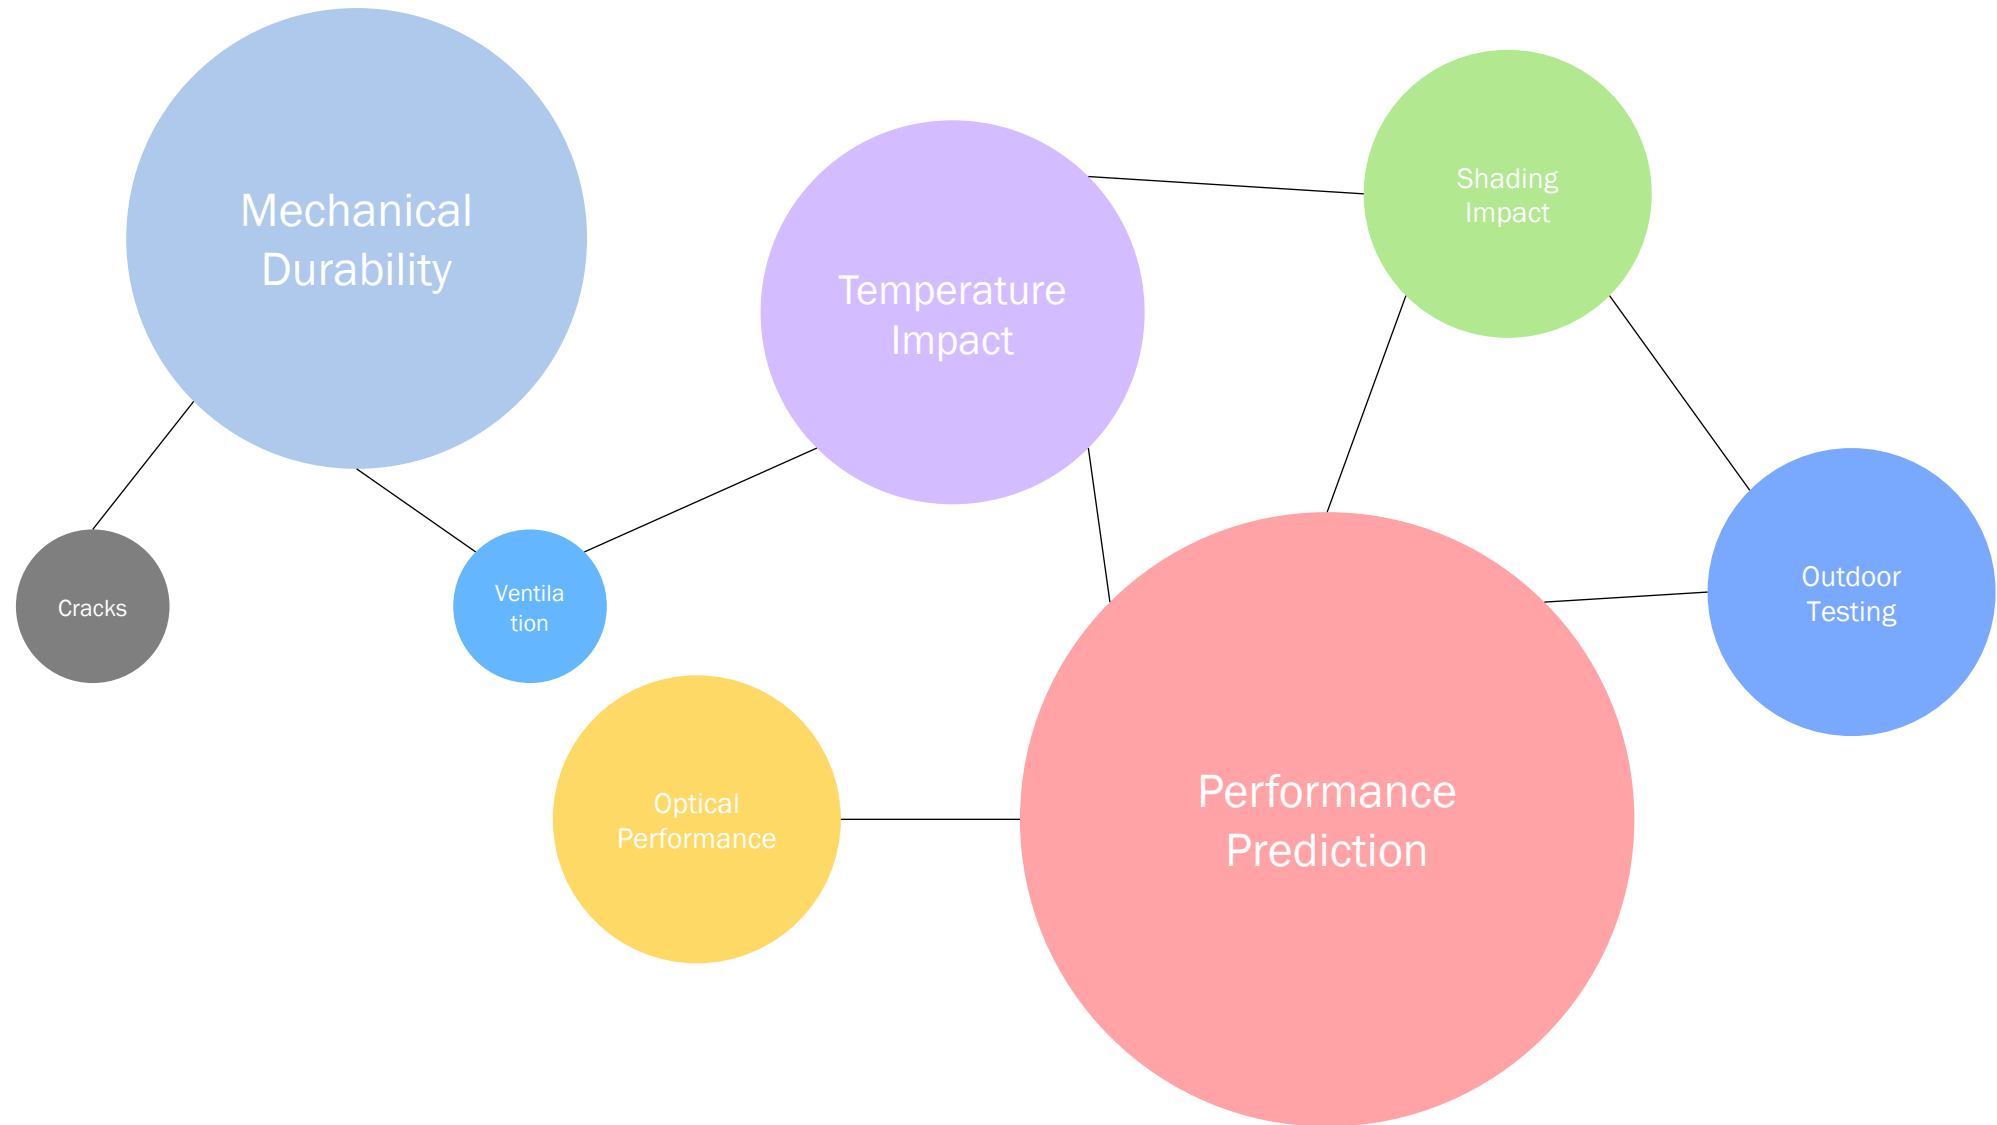 Mechanical
Durability
Temperature
Impact
Shading
Impact
Cracks
Ventila
tion
Outdoor
Testing
Optical
Performance
Performance
Prediction